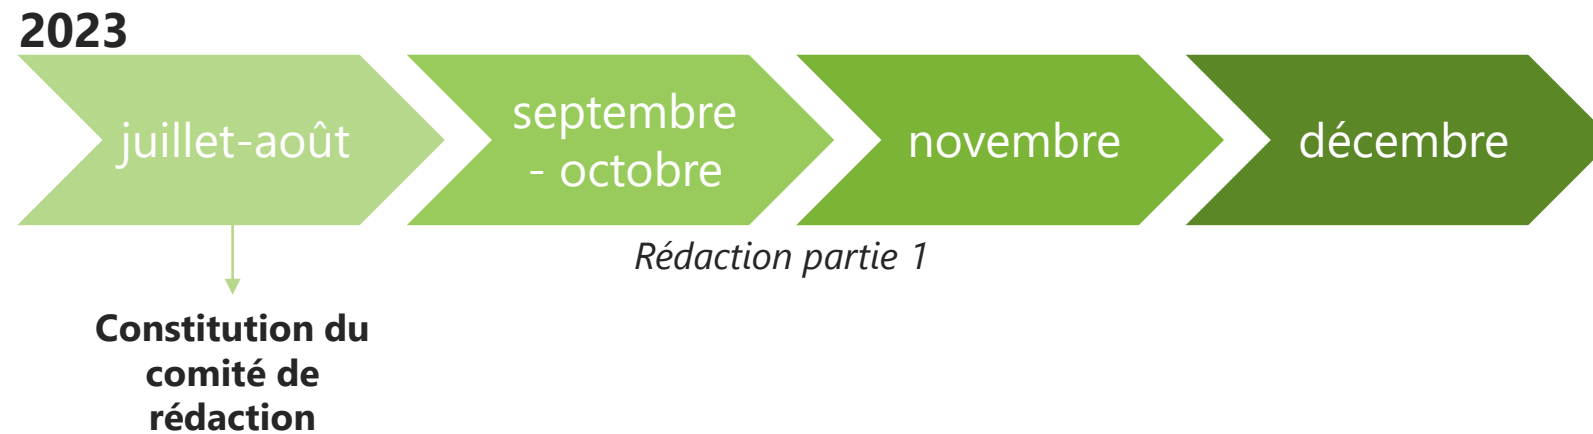 2023
juillet-août
septembre
- octobre
novembre
décembre
Rédaction partie 1
Constitution du
comité de
rédaction